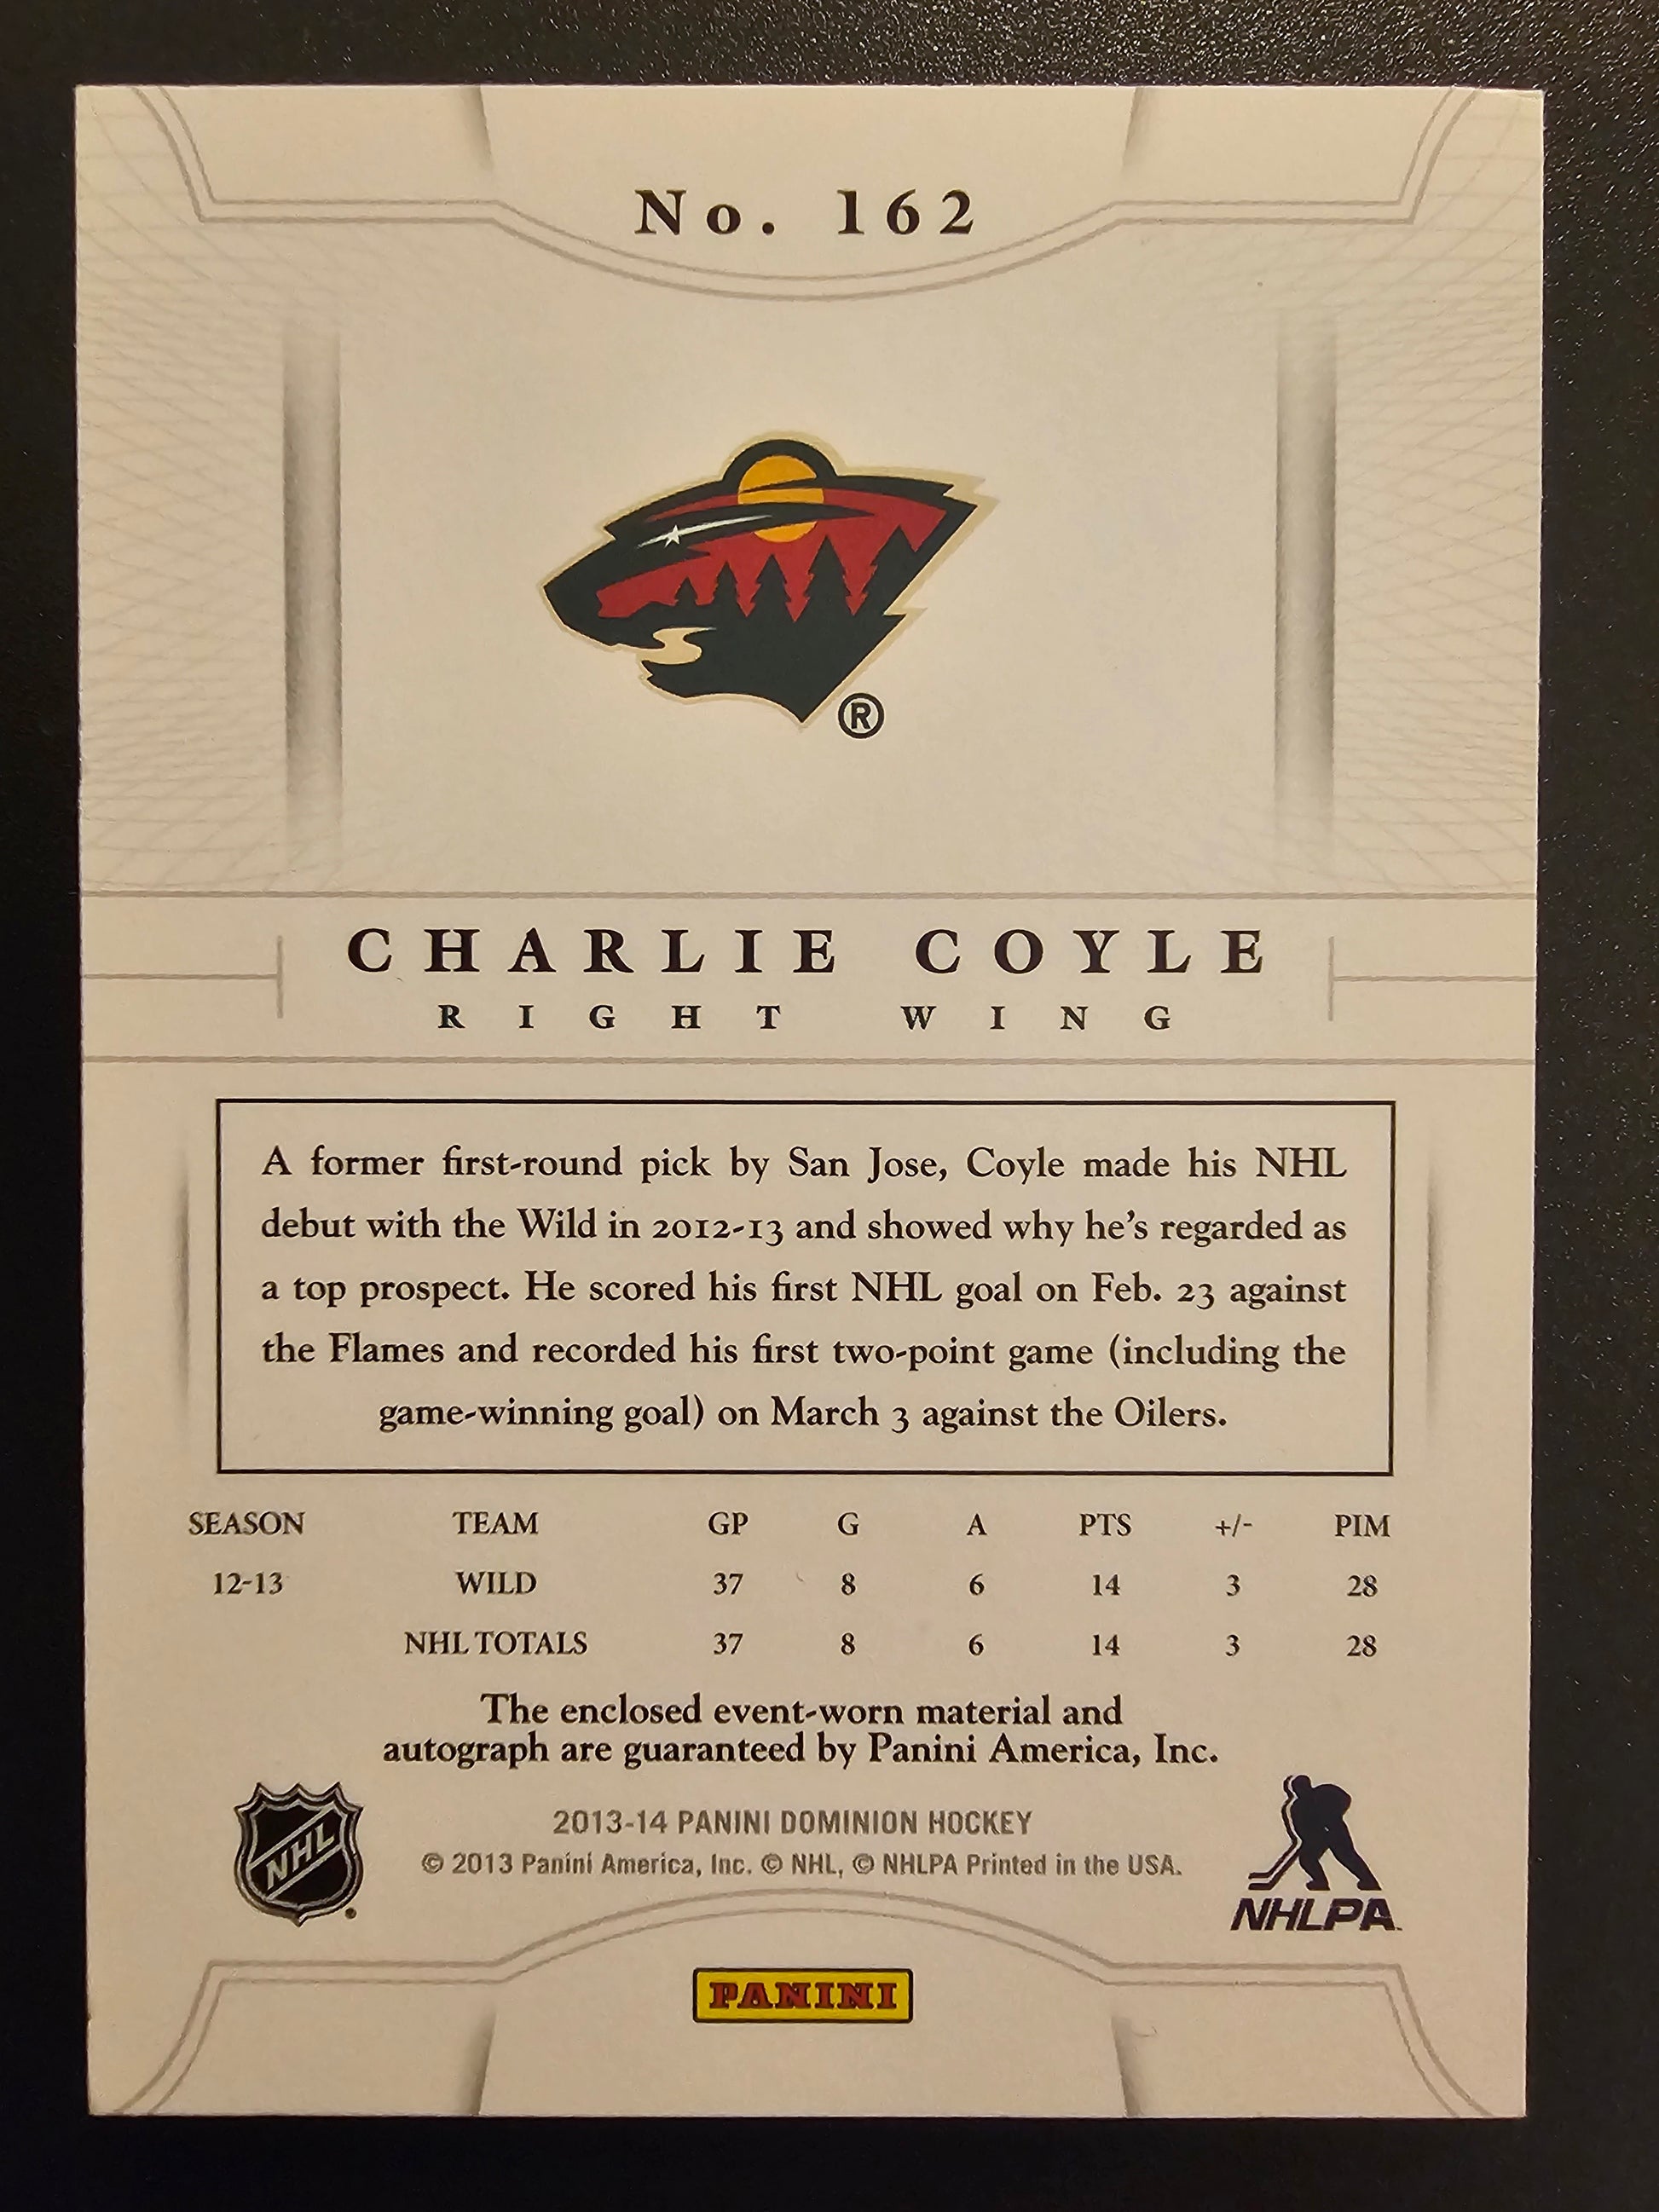 No. 162
®
CHARLIE COYLE
RIGHT WING
A former first-round pick by San Jose, Coyle made his NHL
debut with the Wild in 2012-13 and showed why he's regarded as
a top prospect. He scored his first NHL goal on Feb. 23 against
the Flames and recorded his first two-point game (including the
game-winning goal) on March 3 against the Oilers.
SEASON TEAM GP G A PTS +/- PIM
12-13 WILD 37 8 6 14 3 28
NHL TOTALS 37 8 6 14 3 28
The enclosed event-worn material and
autograph are guaranteed by Panini America, Inc.
NHL
2013-14 PANINI DOMINION HOCKEY
© 2013 Panini America, Inc. © NHL, © NHLPA Printed in the USA.
NHLPA
PANINI